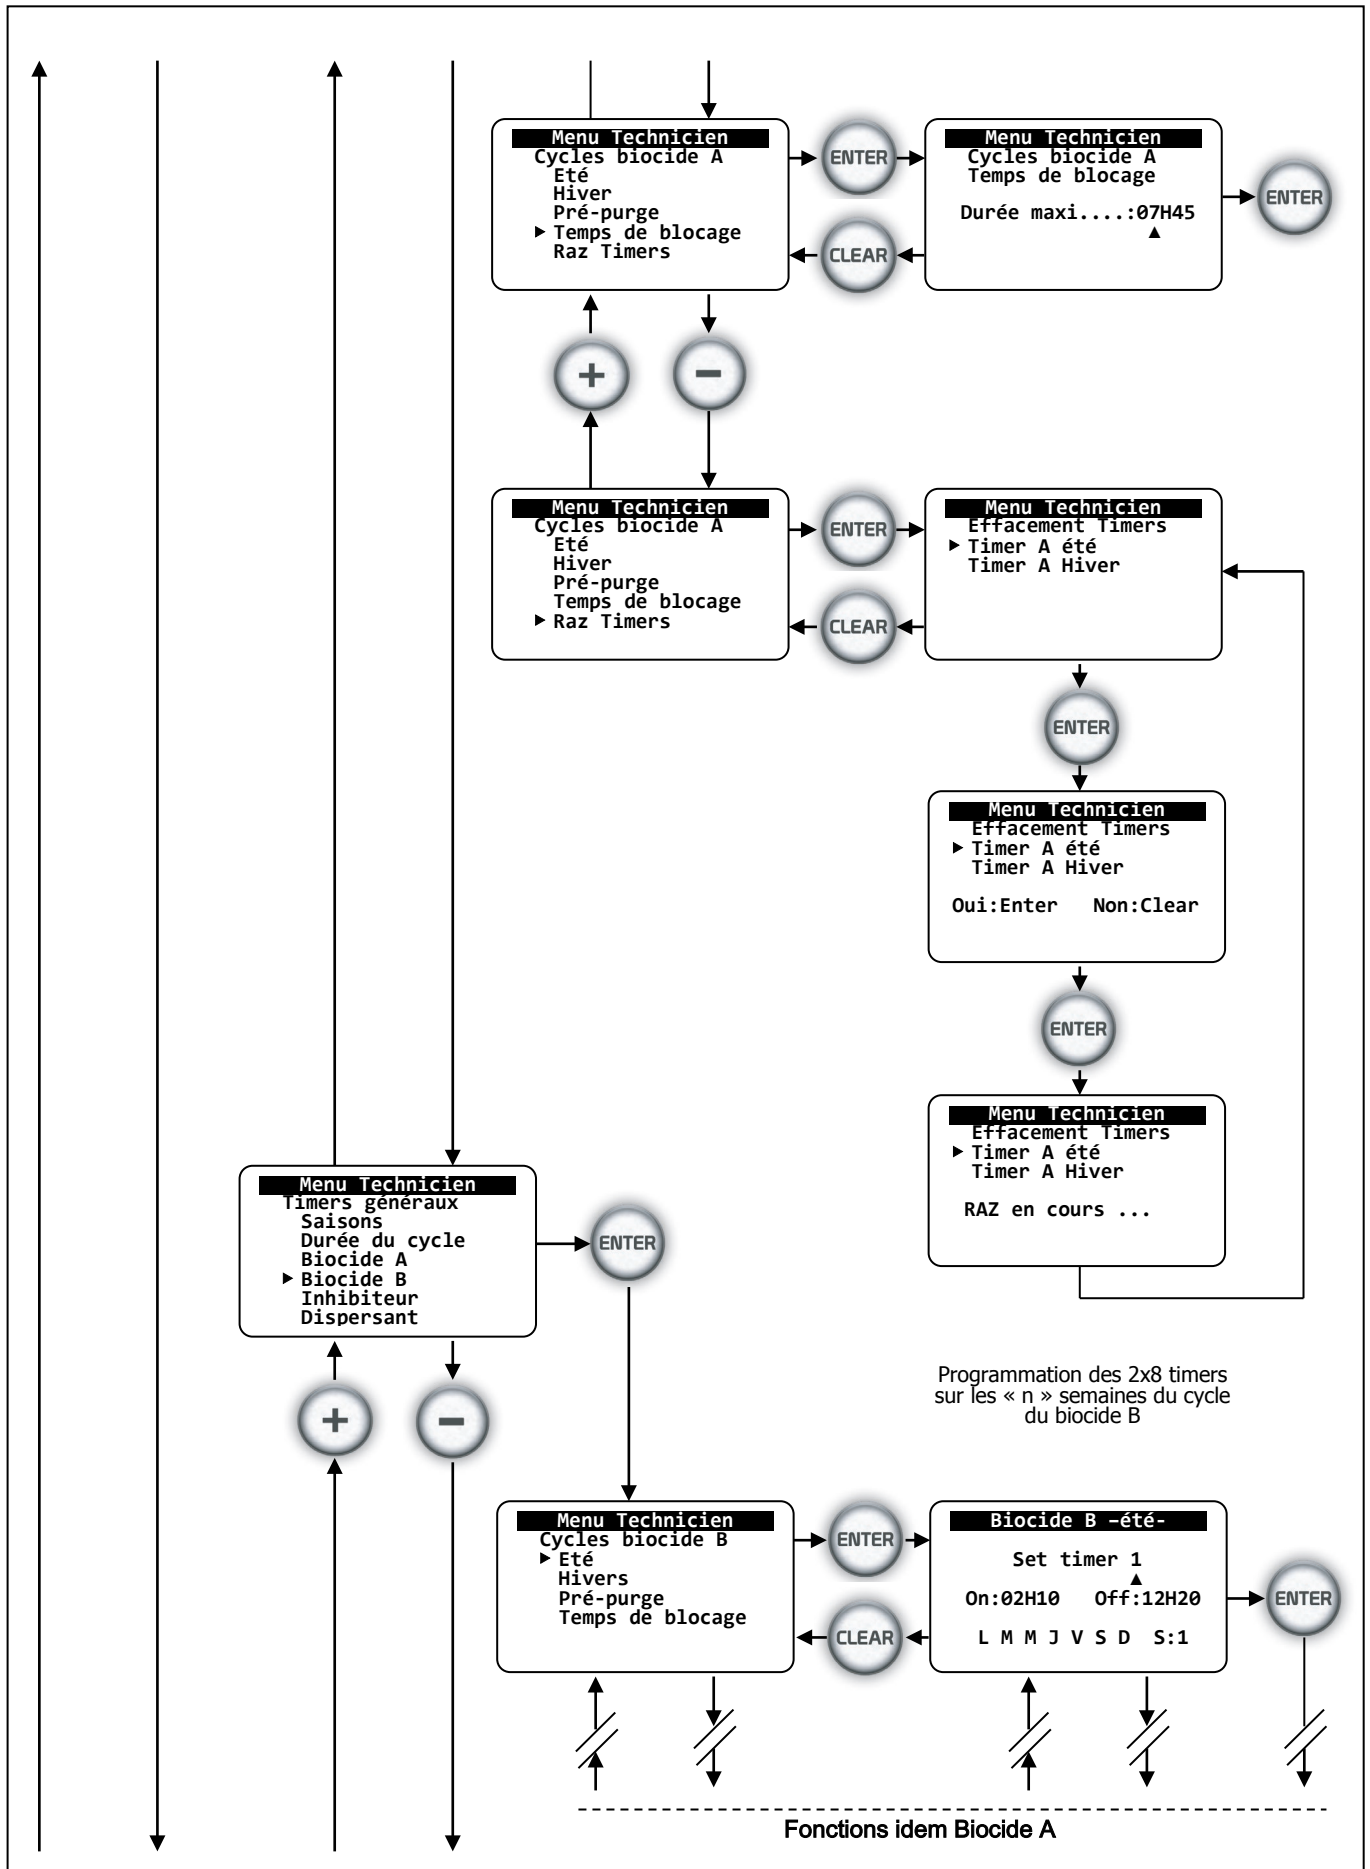 Menu Technicien
Cycles biocide A
Eté
Hiver
Pré-purge
Temps de blocage
Raz Timers
ENTER
CLEAR
Menu Technicien
Cycles biocide A
Temps de blocage
Durée maxi....:07H45
ENTER
+
−
Menu Technicien
Cycles biocide A
Eté
Hiver
Pré-purge
Temps de blocage
Raz Timers
ENTER
CLEAR
Menu Technicien
Effacement Timers
Timer A été
Timer A Hiver
ENTER
Menu Technicien
Effacement Timers
Timer A été
Timer A Hiver
Oui:Enter Non:Clear
ENTER
Menu Technicien
Effacement Timers
Timer A été
Timer A Hiver
RAZ en cours ...
Menu Technicien
Timers généraux
Saisons
Durée du cycle
Biocide A
Biocide B
Inhibiteur
Dispersant
ENTER
+
−
Programmation des 2x8 timers
sur les « n » semaines du cycle
du biocide B
Menu Technicien
Cycles biocide B
Eté
Hivers
Pré-purge
Temps de blocage
ENTER
CLEAR
Biocide B –été-
Set timer 1
On:02H10 Off:12H20
L M M J V S D S:1
ENTER
Fonctions idem Biocide A